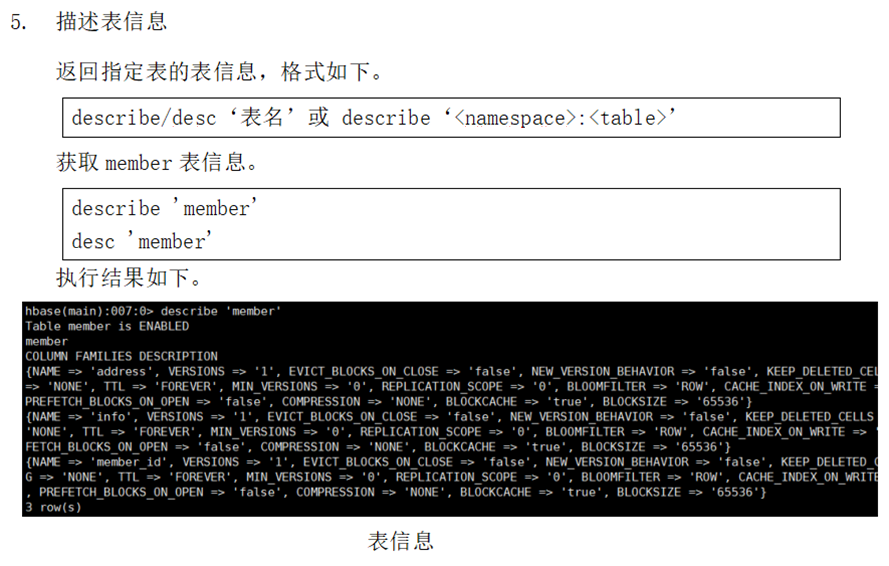 5. 描述表信息
返回指定表的表信息，格式如下。
describe/desc ‘表名’或 describe ‘<namespace>:<table>’
获取 member 表信息。
describe 'member'
desc 'member'
执行结果如下。
hbase(main):007:0> describe 'member'
Table member is ENABLED
member
COLUMN FAMILIES DESCRIPTION
{NAME => 'address', VERSIONS => '1', EVICT_BLOCKS_ON_CLOSE => 'false', NEW_VERSION_BEHAVIOR => 'false', KEEP_DELETED_CEL
=> 'NONE', TTL => 'FOREVER', MIN_VERSIONS => '0', REPLICATION_SCOPE => '0', BLOOMFILTER => 'ROW', CACHE_INDEX_ON_WRITE =
PREFETCH_BLOCKS_ON_OPEN => 'false', COMPRESSION => 'NONE', BLOCKCACHE => 'true', BLOCKSIZE => '65536'}
{NAME => 'info', VERSIONS => '1', EVICT_BLOCKS_ON_CLOSE => 'false', NEW_VERSION_BEHAVIOR => 'false', KEEP_DELETED_CELLS
'NONE', TTL => 'FOREVER', MIN_VERSIONS => '0', REPLICATION_SCOPE => '0', BLOOMFILTER => 'ROW', CACHE_INDEX_ON_WRITE => '
FETCH_BLOCKS_ON_OPEN => 'false', COMPRESSION => 'NONE', BLOCKCACHE => 'true', BLOCKSIZE => '65536'}
{NAME => 'member_id', VERSIONS => '1', EVICT_BLOCKS_ON_CLOSE => 'false', NEW_VERSION_BEHAVIOR => 'false', KEEP_DELETED_C
G => 'NONE', TTL => 'FOREVER', MIN_VERSIONS => '0', REPLICATION_SCOPE => '0', BLOOMFILTER => 'ROW', CACHE_INDEX_ON_WRITE
, PREFETCH_BLOCKS_ON_OPEN => 'false', COMPRESSION => 'NONE', BLOCKCACHE => 'true', BLOCKSIZE => '65536'}
3 row(s)
表信息